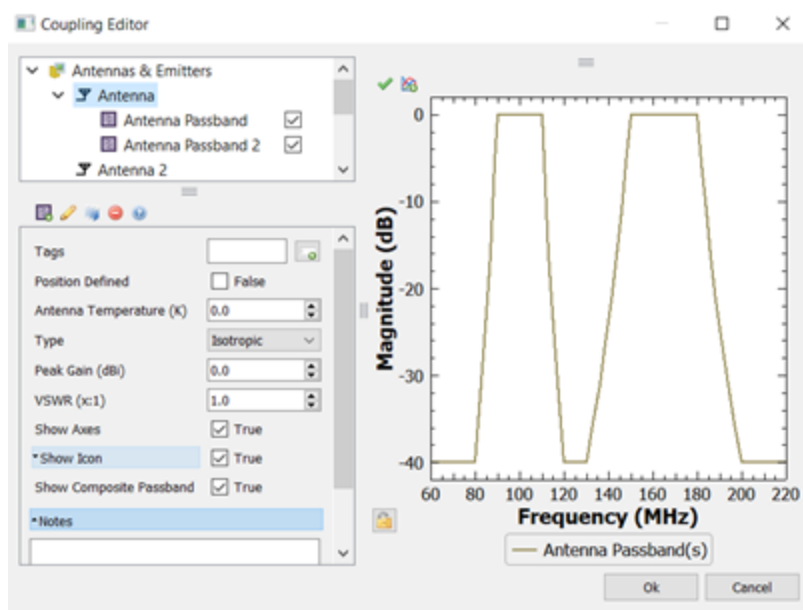 Coupling Editor
Antennas & Emitters
Antenna
Antenna Passband
Antenna Passband 2
Antenna 2
Tags
Position Defined False
Antenna Temperature (K) 0.0
Type Isotropic
Peak Gain (dBi) 0.0
VSWR (x:1) 1.0
Show Axes True
Show Icon True
Show Composite Passband True
Notes
Magnitude (dB)
0
-10
-20
-30
-40
60 80 100 120 140 160 180 200 220
Frequency (MHz)
Antenna Passband(s)
Ok Cancel